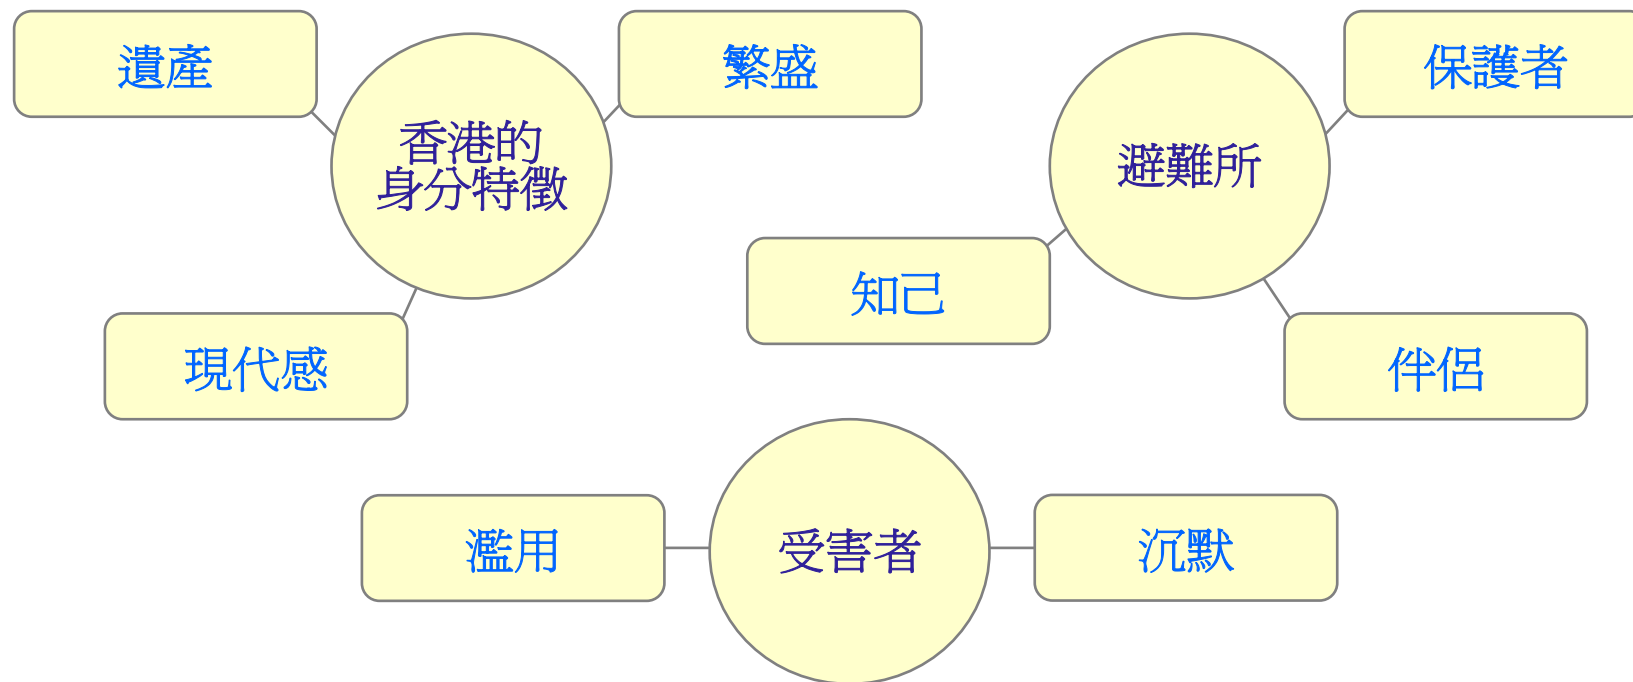 遺產
繁盛
香港的
身分特徵
現代感
保護者
避難所
知己
伴侶
濫用
受害者
沉默